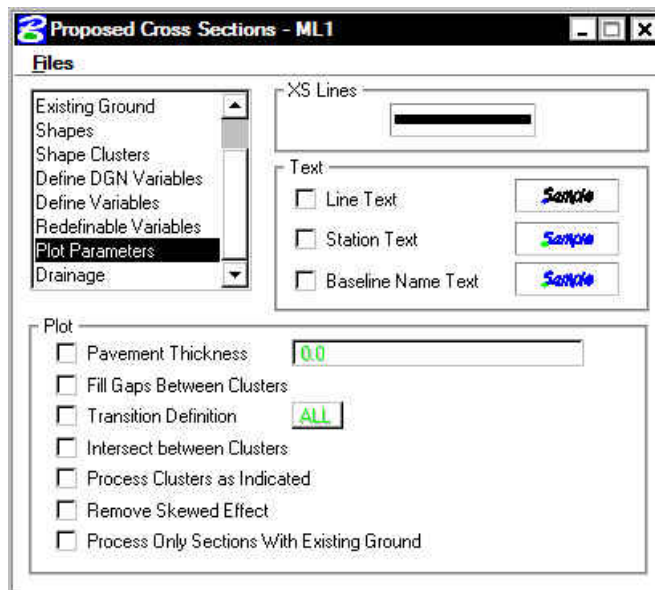 Proposed Cross Sections - ML1
Files
Existing Ground
Shapes
Shape Clusters
Define DGN Variables
Define Variables
Redefinable Variables
Plot Parameters
Drainage
XS Lines
Text
Line Text Sample
Station Text Sample
Baseline Name Text Sample
Plot
Pavement Thickness 0.0
Fill Gaps Between Clusters
Transition Definition ALL
Intersect between Clusters
Process Clusters as Indicated
Remove Skewed Effect
Process Only Sections With Existing Ground